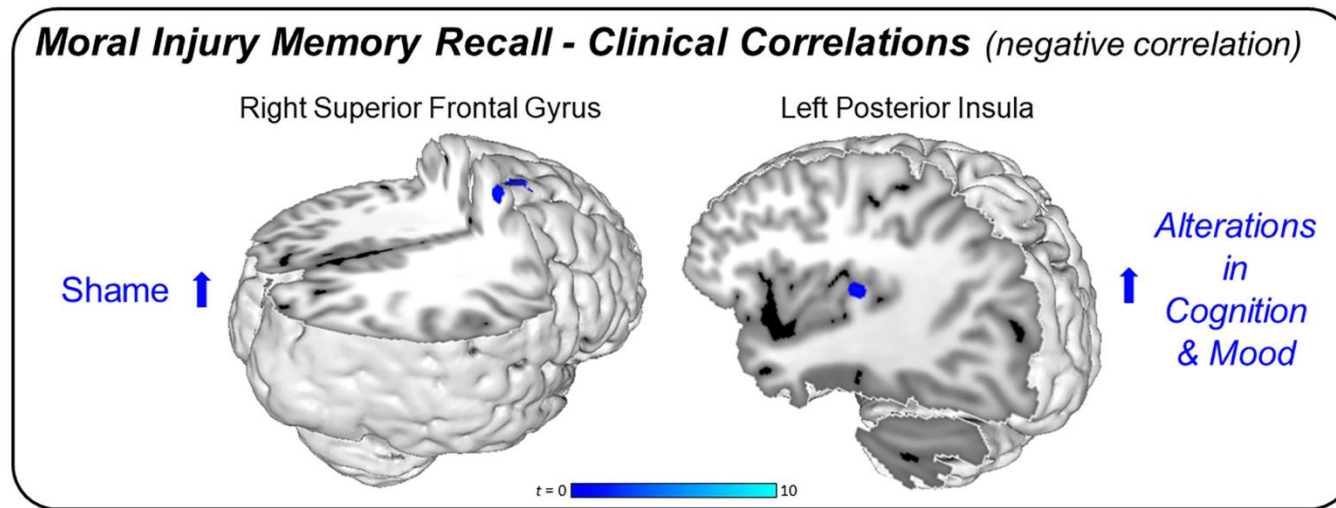 Moral Injury Memory Recall - Clinical Correlations (negative correlation)
Right Superior Frontal Gyrus
Left Posterior Insula
Shame
Alterations
in
Cognition
& Mood
t = 0
10